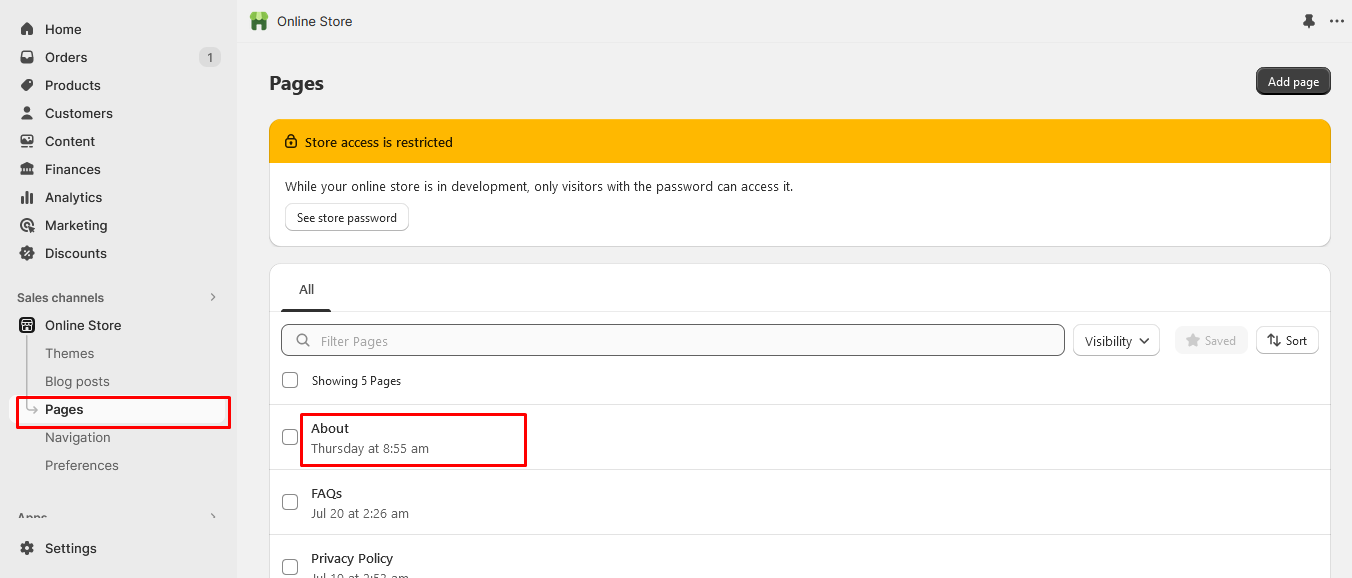 Home
Orders
1
Products
Customers
Content
Finances
Analytics
Marketing
Discounts
Sales channels
Online Store
Themes
Blog posts
Pages
Navigation
Preferences
Apps
Settings
Online Store
Pages
Add page
Store access is restricted
While your online store is in development, only visitors with the password can access it.
See store password
All
Filter Pages
Visibility
Saved
Sort
Showing 5 Pages
About
Thursday at 8:55 am
FAQs
Jul 20 at 2:26 am
Privacy Policy